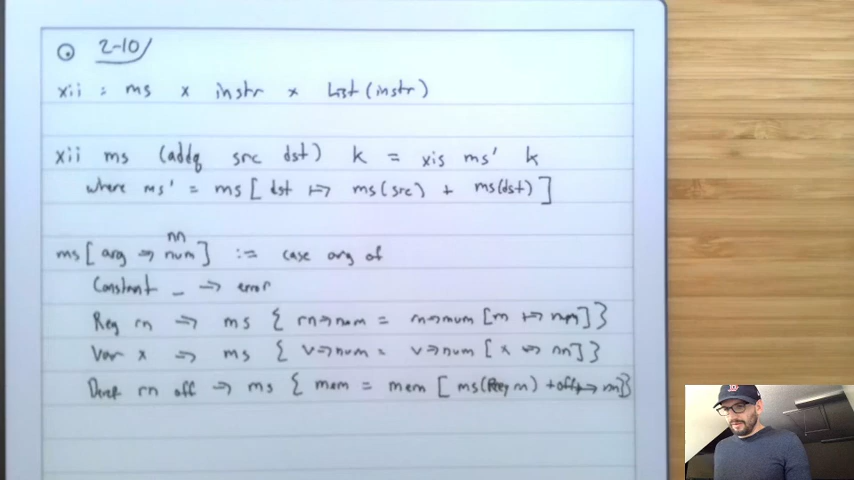 2-10/
xii : ms x instr x List(instr)
xii ms (addq src dst) k = xis ms' k
where ms' = ms[dst ↦ ms(src) + ms(dst)]
nn
ms[arg → num] := case arg of
Constant _ → error
Reg rn → ms { rn→num = rn→num [rn ↦ nn]}
Var x → ms { v→num = v→num [x ↦ nn]}
Deref rn off → ms { mem = mem [ms(Reg rn) + off ↦ nn]}